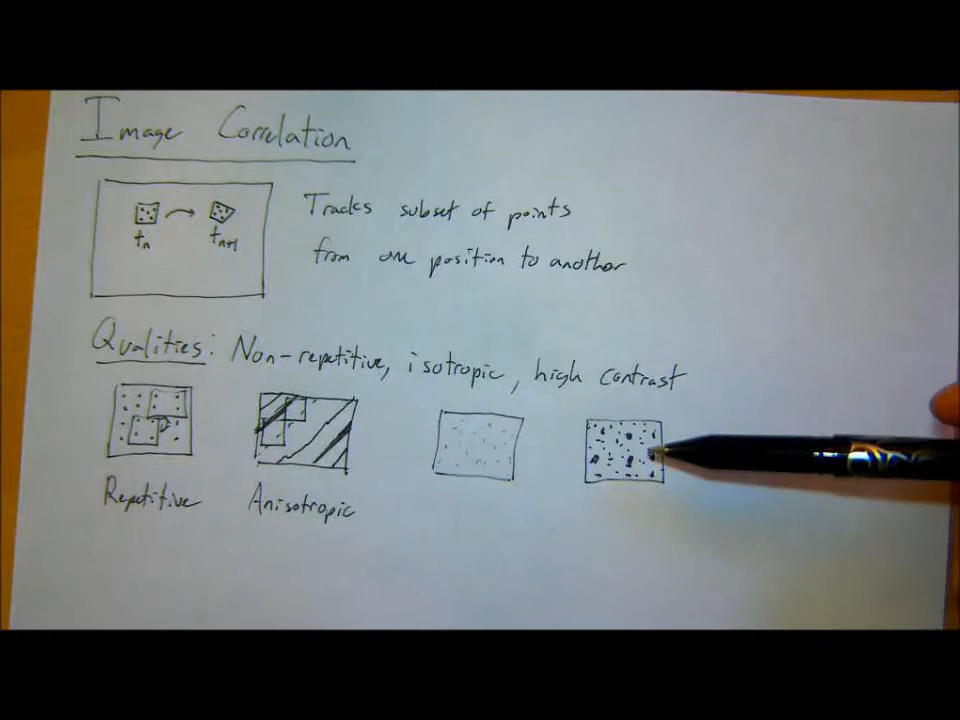 Image Correlation
tn tn+1
Tracks subset of points
from one position to another
Qualities: Non-repetitive, isotropic, high contrast
Repetitive Anisotropic